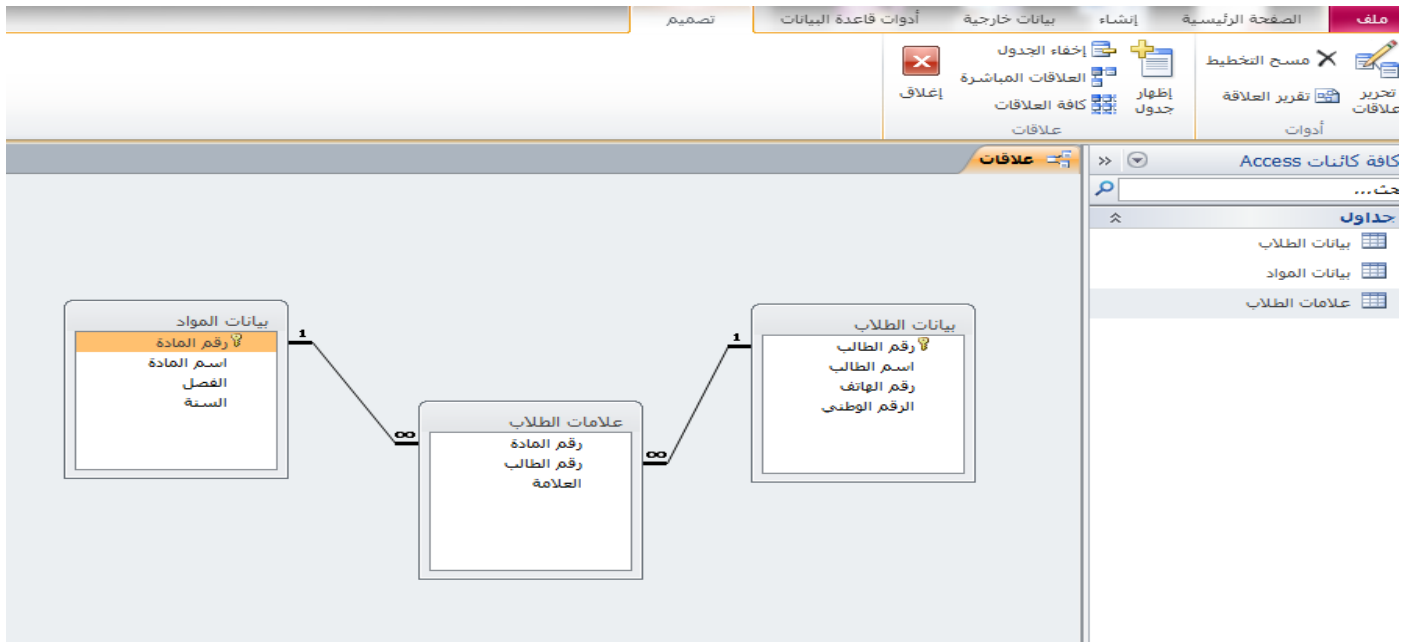 ملف الصفحة الرئيسية إنشاء بيانات خارجية أدوات قاعدة البيانات تصميم
تحرير علاقات
مسح التخطيط
تقرير العلاقة
أدوات
إظهار جدول
إخفاء الجدول
العلاقات المباشرة
كافة العلاقات
علاقات
إغلاق
كافة كائنات Access
حث...
جداول
بيانات الطلاب
بيانات المواد
علامات الطلاب
علاقات
بيانات الطلاب
رقم الطالب
اسم الطالب
رقم الهاتف
الرقم الوطني
1
∞
علامات الطلاب
رقم المادة
رقم الطالب
العلامة
∞
1
بيانات المواد
رقم المادة
اسم المادة
الفصل
السنة